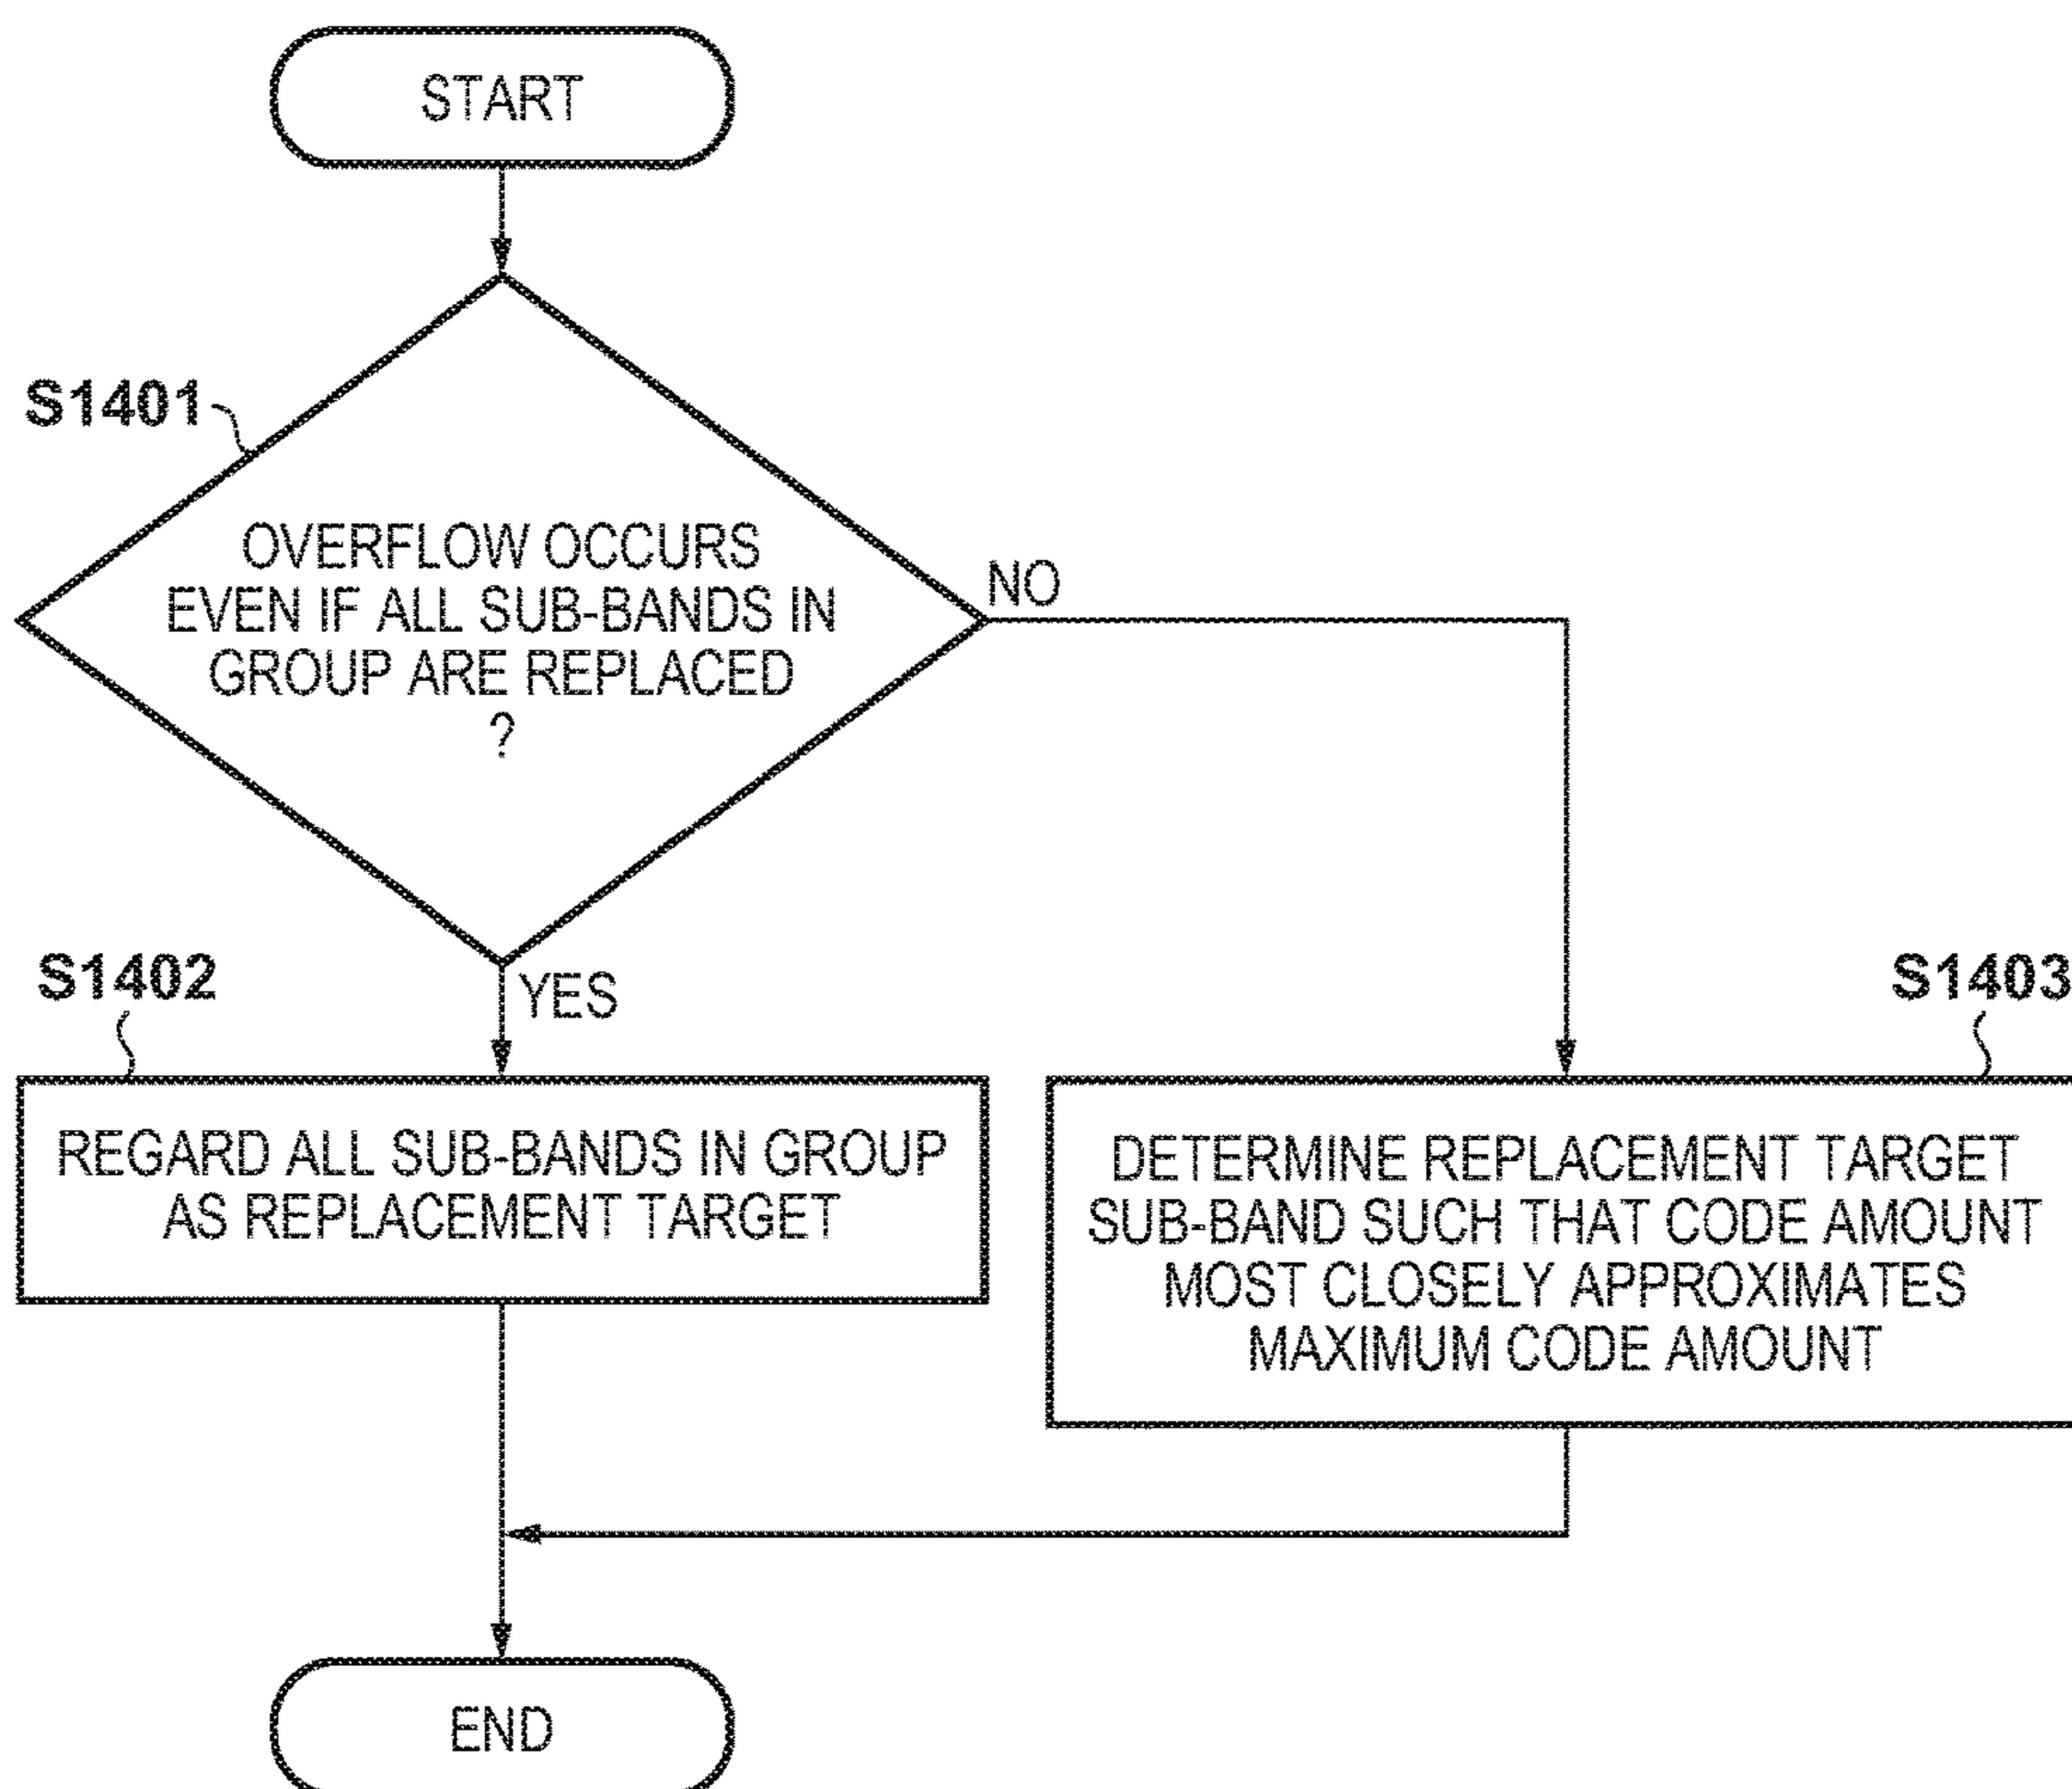 START
S1401
OVERFLOW OCCURS
EVEN IF ALL SUB-BANDS IN
GROUP ARE REPLACED
?
NO
YES
S1402
REGARD ALL SUB-BANDS IN GROUP
AS REPLACEMENT TARGET
S1403
DETERMINE REPLACEMENT TARGET
SUB-BAND SUCH THAT CODE AMOUNT
MOST CLOSELY APPROXIMATES
MAXIMUM CODE AMOUNT
END